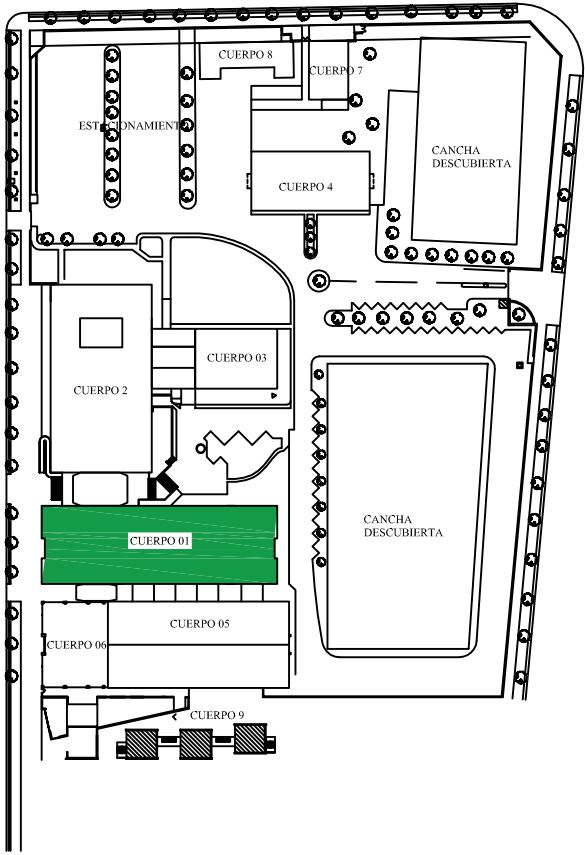 CUERPO 8
CUERPO 7
ESTACIONAMIENTO
CANCHA
DESCUBIERTA
CUERPO 4
CUERPO 03
CUERPO 2
CANCHA
DESCUBIERTA
CUERPO 01
CUERPO 05
CUERPO 06
CUERPO 9